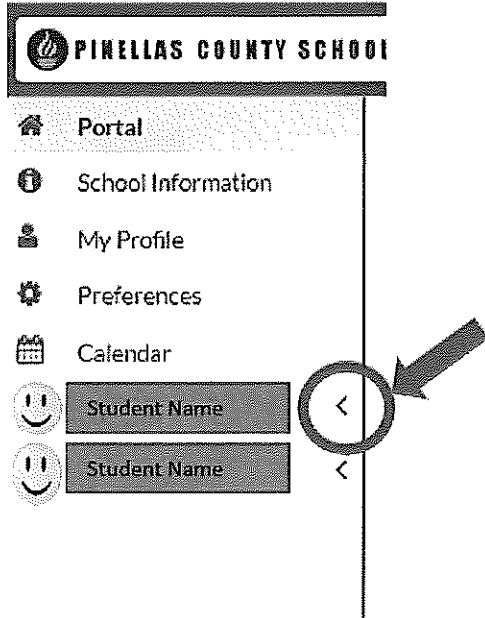 PINELLAS COUNTY SCHOOL
Portal
School Information
My Profile
Preferences
Calendar
Student Name
Student Name